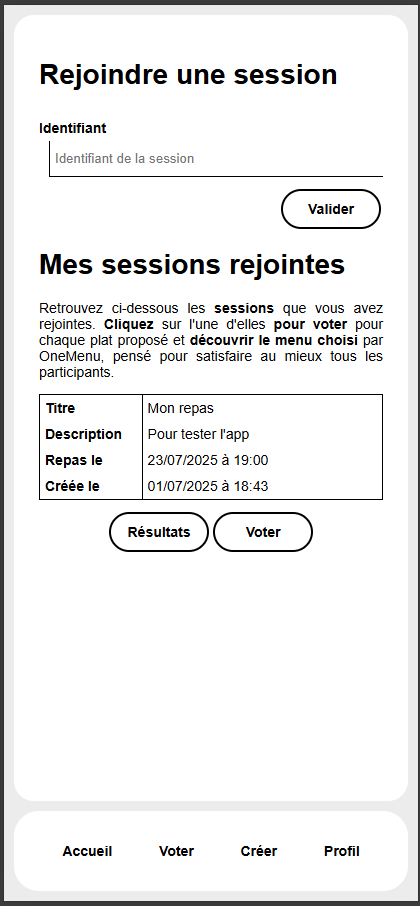 Rejoindre une session
Identifiant
Identifiant de la session
Valider
Mes sessions rejointes
Retrouvez ci-dessous les sessions que vous avez
rejointes. Cliquez sur l'une d'elles pour voter pour
chaque plat proposé et découvrir le menu choisi par
OneMenu, pensé pour satisfaire au mieux tous les
participants.
Titre Mon repas
Description Pour tester l'app
Repas le 23/07/2025 à 19:00
Créée le 01/07/2025 à 18:43
Résultats Voter
Accueil Voter Créer Profil